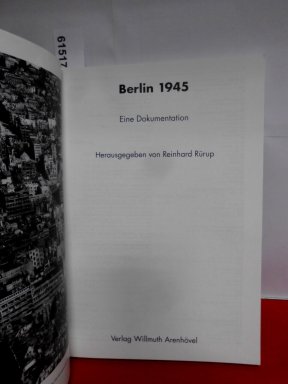 61517
Berlin 1945
Eine Dokumentation
Herausgegeben von Reinhard Rürup
Verlag Willmuth Arenhövel